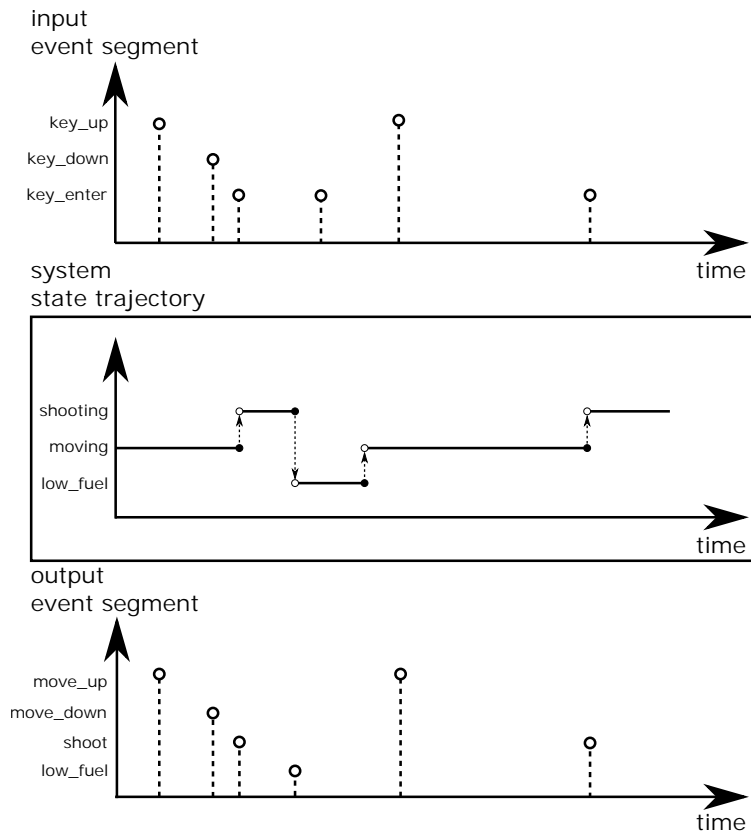 input
event segment
key_up
key_down
key_enter
time
system
state trajectory
shooting
moving
low_fuel
time
output
event segment
move_up
move_down
shoot
low_fuel
time